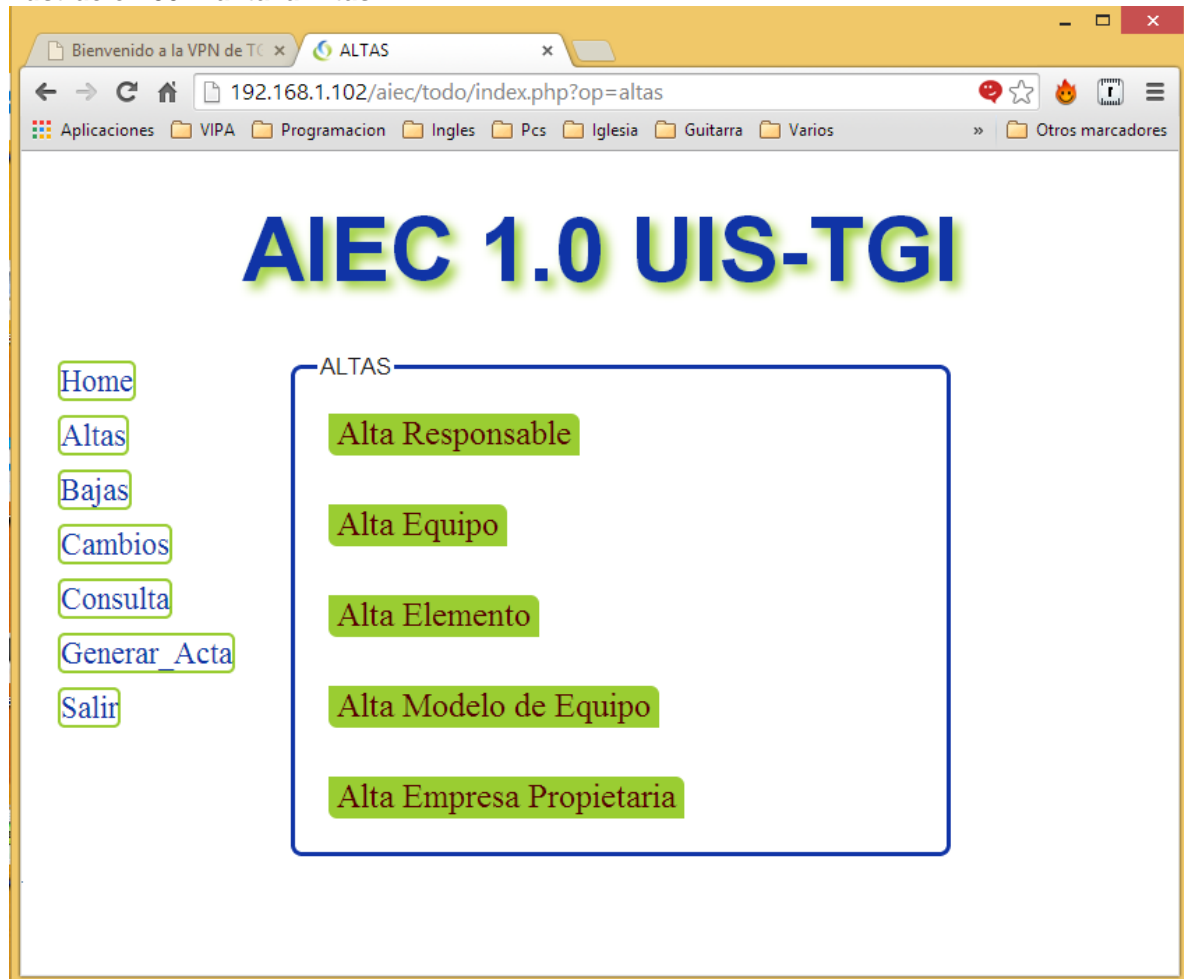 Bienvenido a la VPN de TG
ALTAS
192.168.1.102/aiec/todo/index.php?op=altas
Aplicaciones VIPA Programacion Ingles Pcs Iglesia Guitarra Varios » Otros marcadores
AIEC 1.0 UIS-TGI
Home
Altas
Bajas
Cambios
Consulta
Generar_Acta
Salir
ALTAS
Alta Responsable
Alta Equipo
Alta Elemento
Alta Modelo de Equipo
Alta Empresa Propietaria